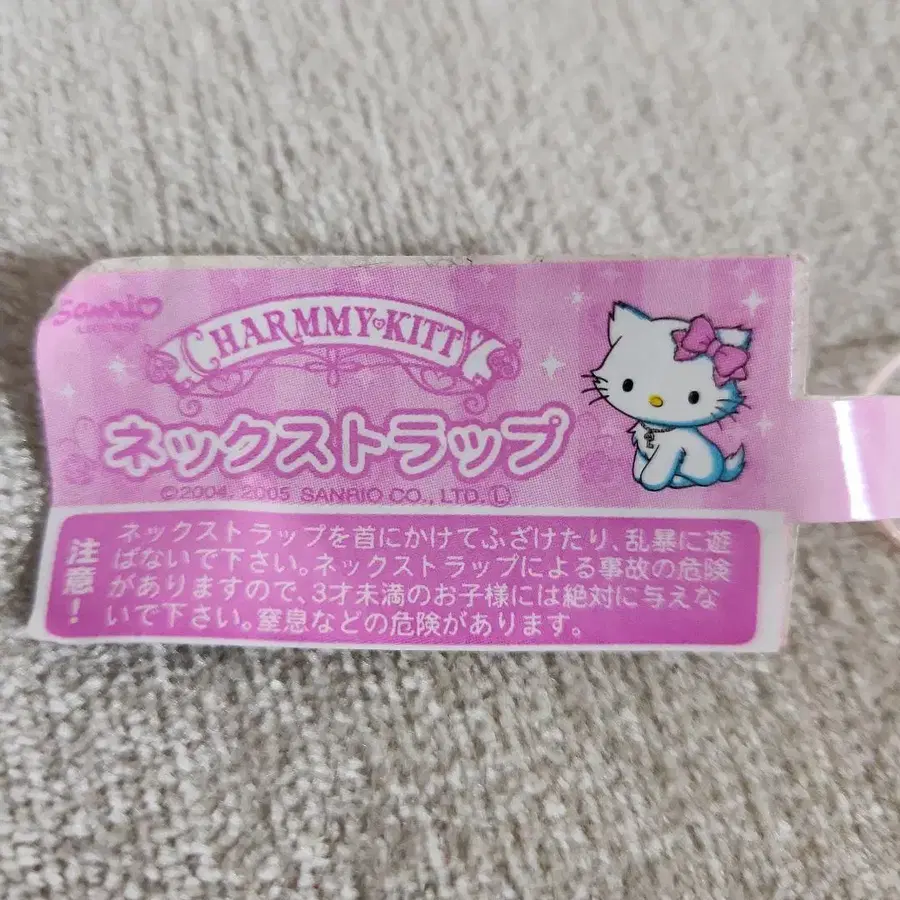 Sanrio
LICENSE
CHARMMY KITTY
ネックストラップ
©2004, 2005 SANRIO CO., LTD. Ⓛ
注意！
ネックストラップを首にかけてふざけたり、乱暴に遊
ばないで下さい。ネックストラップによる事故の危険
がありますので、3才未満のお子様には絶対に与えな
いで下さい。窒息などの危険があります。